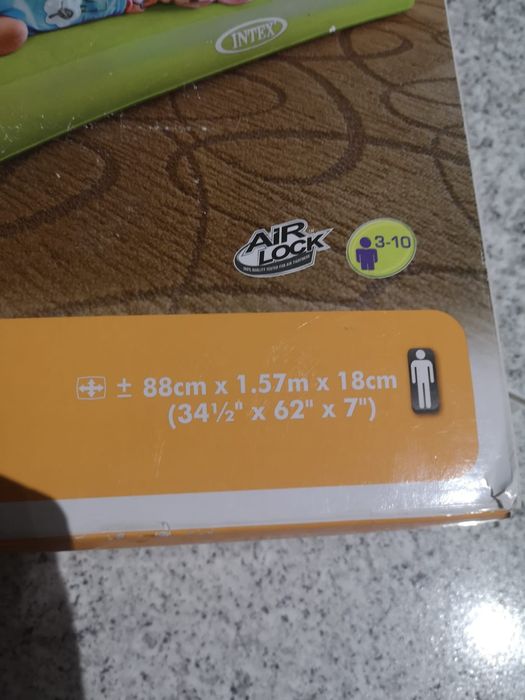 INTEX
AiR
LOCK
3-10
± 88cm x 1.57m x 18cm
(34½" x 62" x 7")